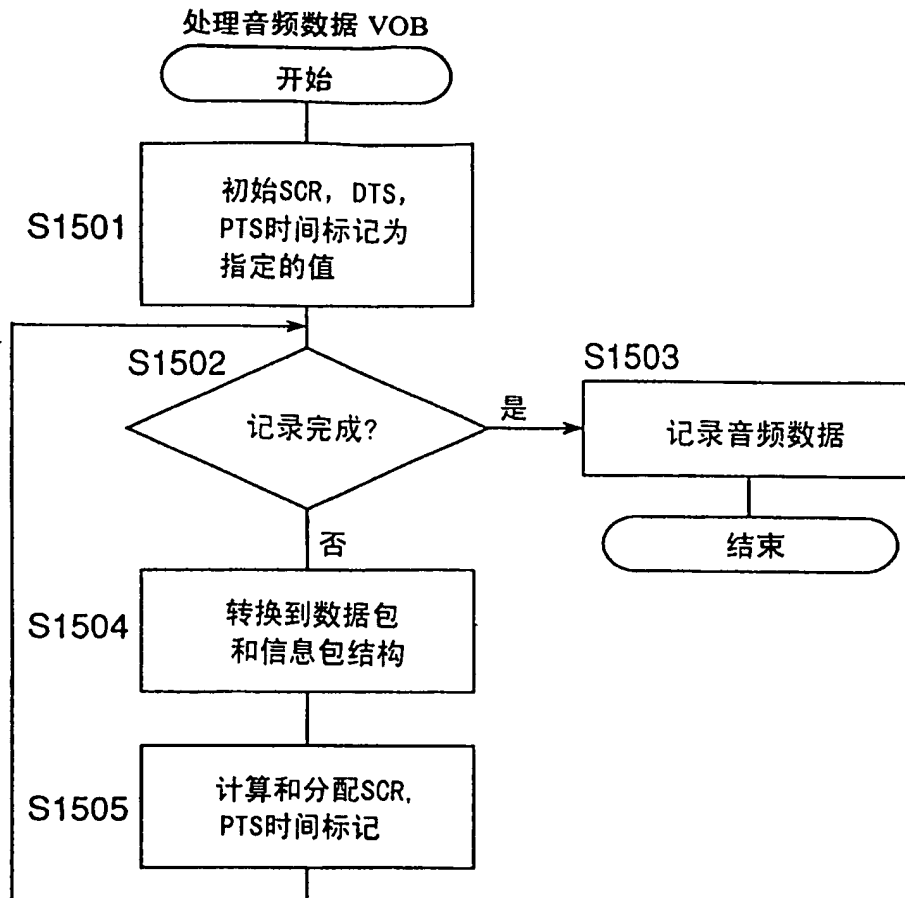 处理音频数据 VOB
开始
S1501
初始SCR, DTS,
PTS时间标记为
指定的值
S1502
记录完成?
是
S1503
记录音频数据
结束
否
S1504
转换到数据包
和信息包结构
S1505
计算和分配SCR,
PTS时间标记